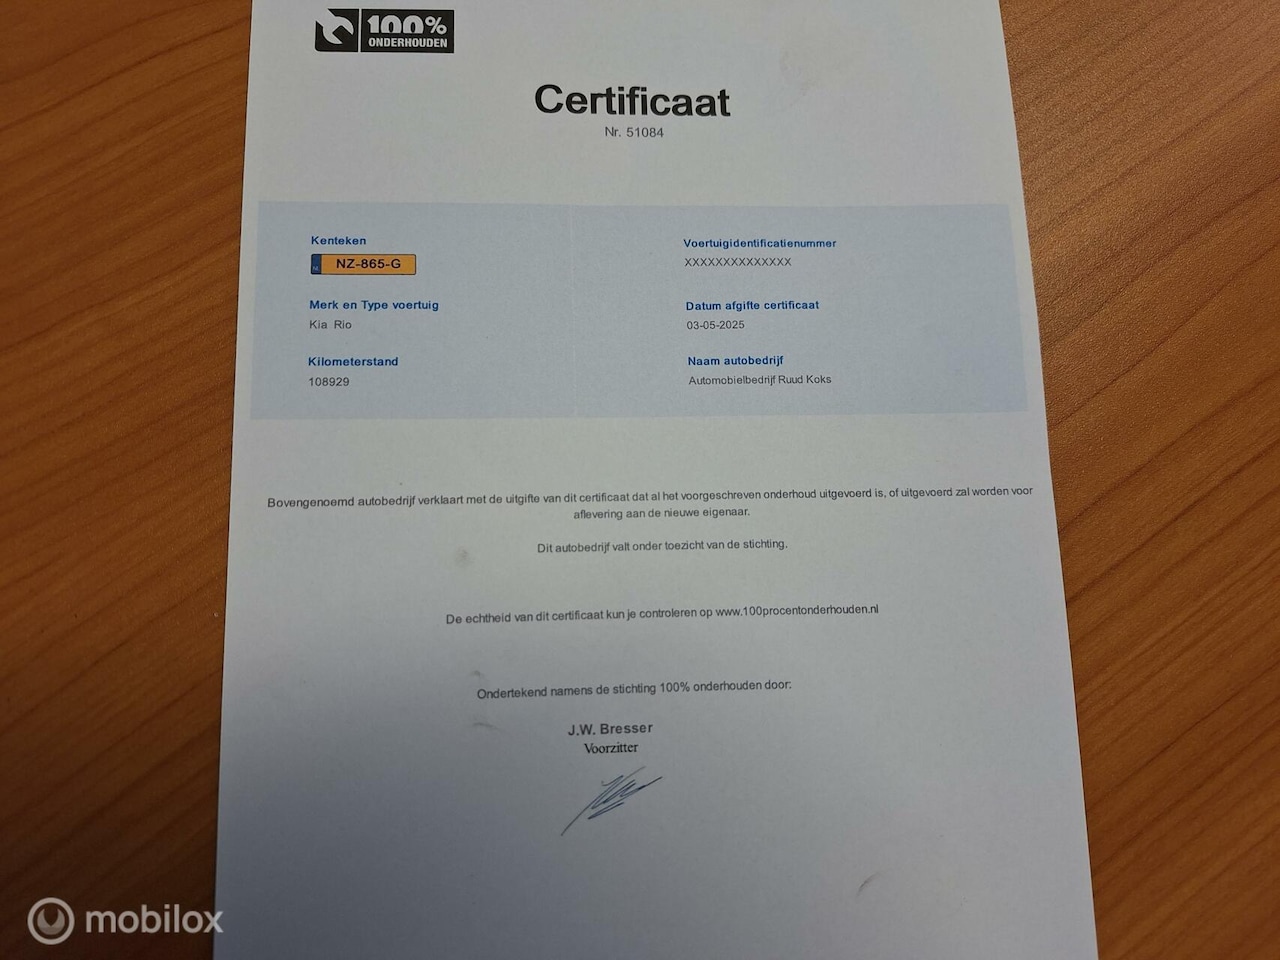 100%
ONDERHOUDEN
Certificaat
Nr. 51084
Kenteken
NL NZ-865-G
Merk en Type voertuig
Kia Rio
Kilometerstand
108929
Voertuigidentificatienummer
XXXXXXXXXXXXXX
Datum afgifte certificaat
03-05-2025
Naam autobedrijf
Automobielbedrijf Ruud Koks
Bovengenoemd autobedrijf verklaart met de uitgifte van dit certificaat dat al het voorgeschreven onderhoud uitgevoerd is, of uitgevoerd zal worden voor
aflevering aan de nieuwe eigenaar.
Dit autobedrijf valt onder toezicht van de stichting.
De echtheid van dit certificaat kun je controleren op www.100procentonderhouden.nl
Ondertekend namens de stichting 100% onderhouden door:
J.W. Bresser
Voorzitter
mobilox